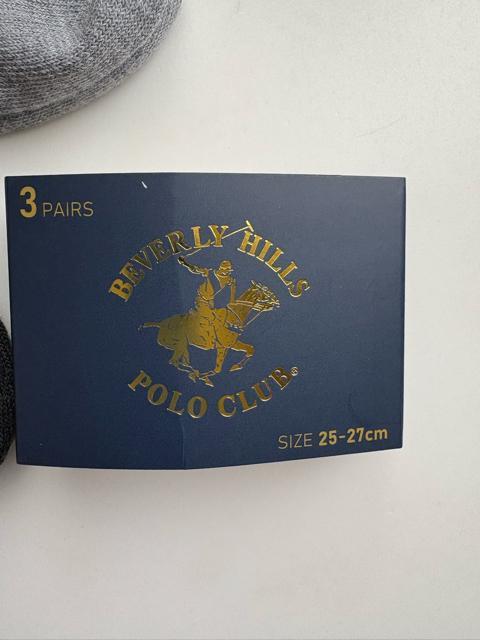 3 PAIRS
BEVERLY HILLS
POLO CLUB®
SIZE 25-27cm